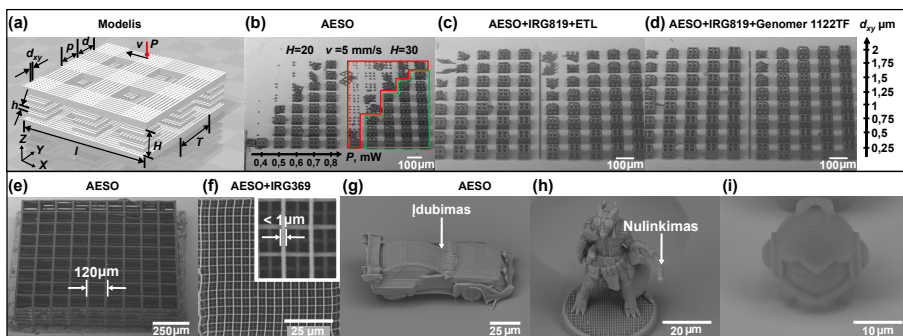 (a) Modelis
(b) AESO
(c) AESO+IRG819+ETL
(d) AESO+IRG819+Genomer 1122TF
d_xy µm
v P
p d
d_xy
h
Z Y X
l H T
H=20 v=5 mm/s H=30
0,4 0,5 0,6 0,7 0,8 P, mW
100µm
100µm
100µm
2
1,75
1,5
1,25
1
0,75
0,5
0,25
(e) AESO
(f) AESO+IRG369
(g) AESO
(h)
(i)
120µm
250µm
< 1µm
25µm
Įdubimas
25 µm
Nulinkimas
20 µm
10 µm